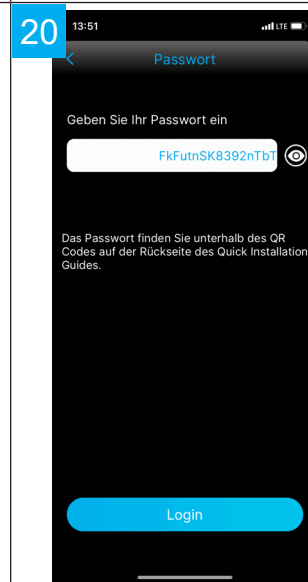 20
13:51
LTE
Passwort
Geben Sie Ihr Passwort ein
FkFutnSK8392nTbT
Das Passwort finden Sie unterhalb des QR
Codes auf der Rückseite des Quick Installation
Guides.
Login